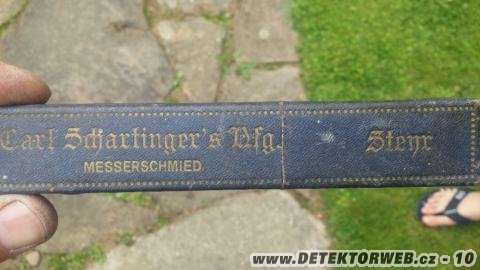 Carl Schartinger's Nfg. Steyr
MESSERSCHMIED
www.DETEKTORWEB.cz - 10